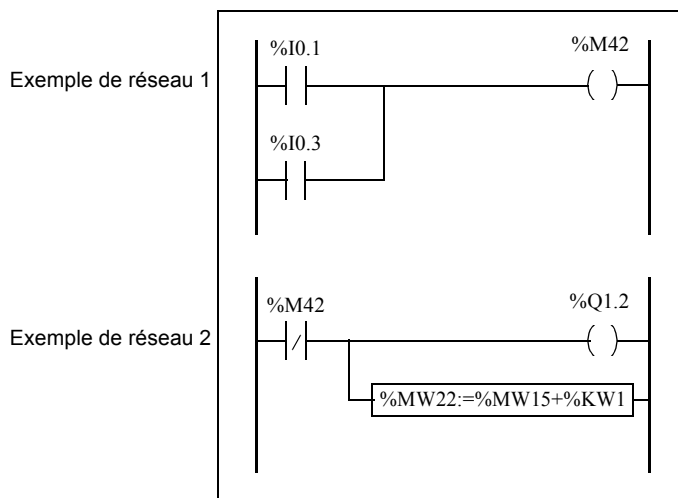 %I0.1
%M42
Exemple de réseau 1
%I0.3
%M42
%Q1.2
Exemple de réseau 2
%MW22:=%MW15+%KW1